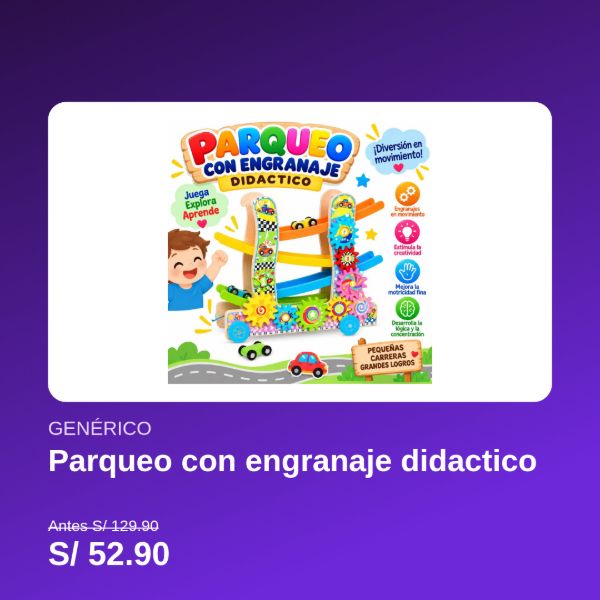 PARQUEO
CON ENGRANAJE
DIDACTICO
¡Diversión en
movimiento!
Juega
Explora
Aprende
Engranajes
en movimiento
Estimula la
creatividad
Mejora la
motricidad fina
Desarrolla la
lógica y la
concentración
PEQUEÑAS
CARRERAS
GRANDES LOGROS
GENÉRICO
Parqueo con engranaje didactico
Antes S/ 129.90
S/ 52.90